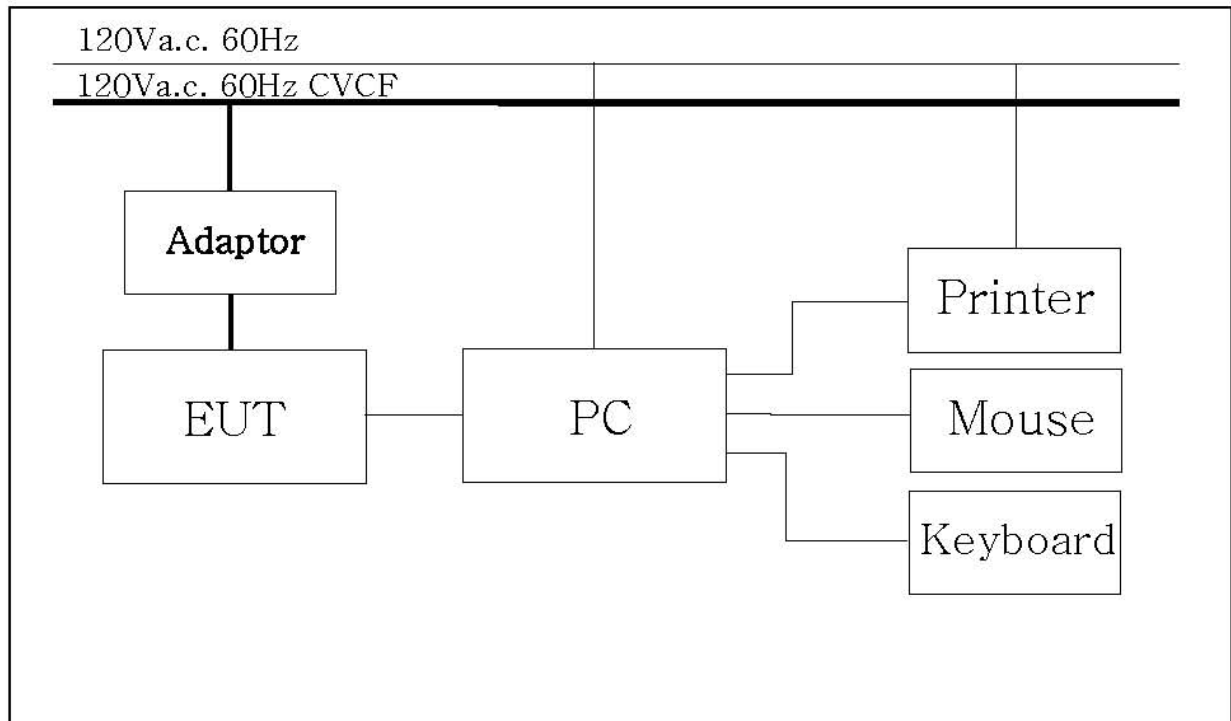 120Va.c. 60Hz
120Va.c. 60Hz CVCF
Adaptor
Printer
EUT
PC
Mouse
Keyboard